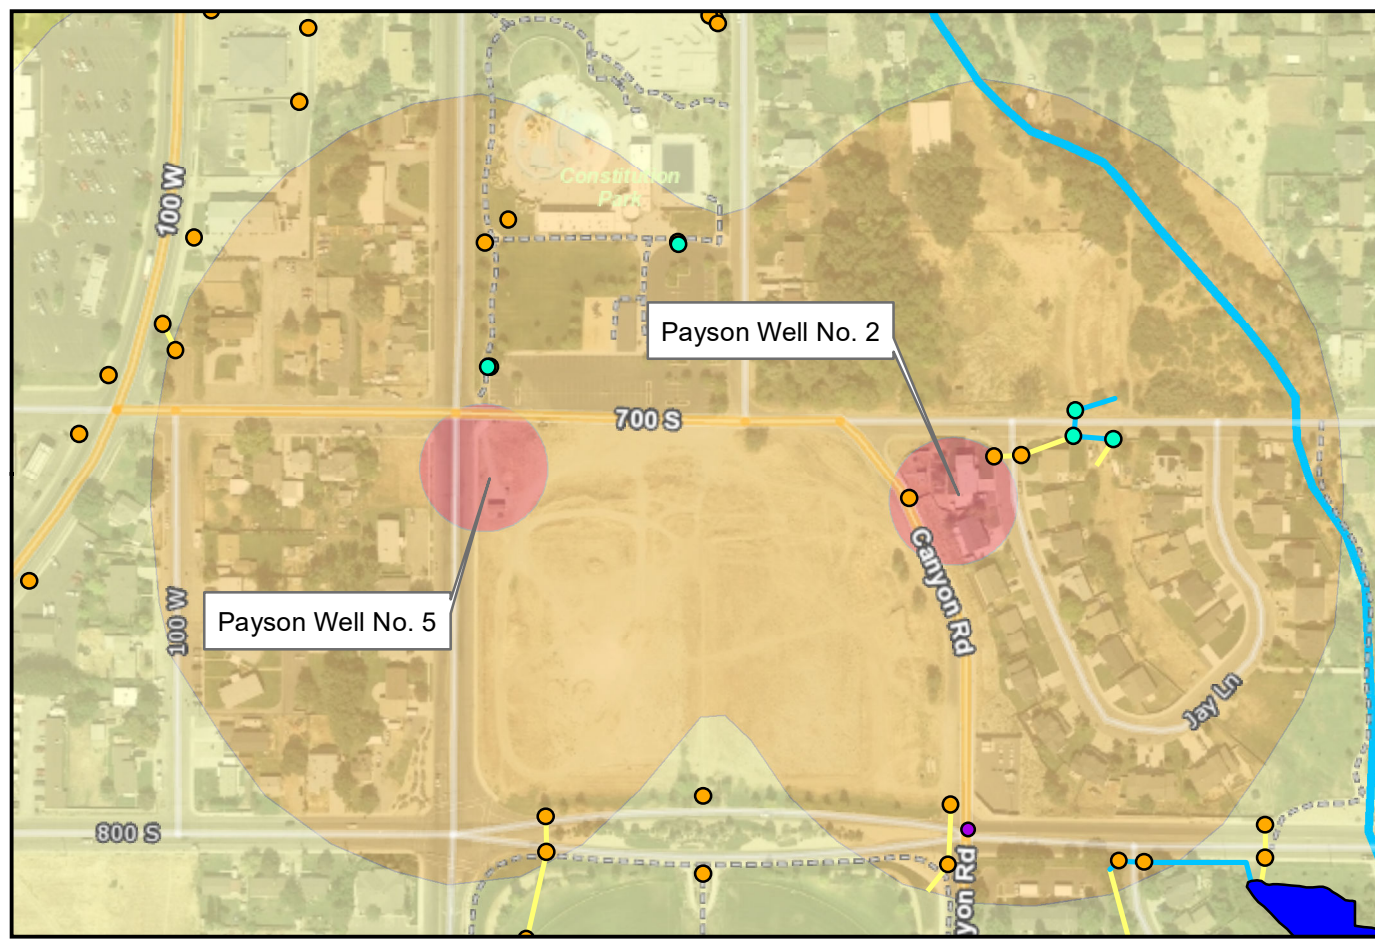 100 W
Constitution
Park
Payson Well No. 2
700 S
Canyon Rd
Payson Well No. 5
100 W
Jay Ln
800 S
yon Rd